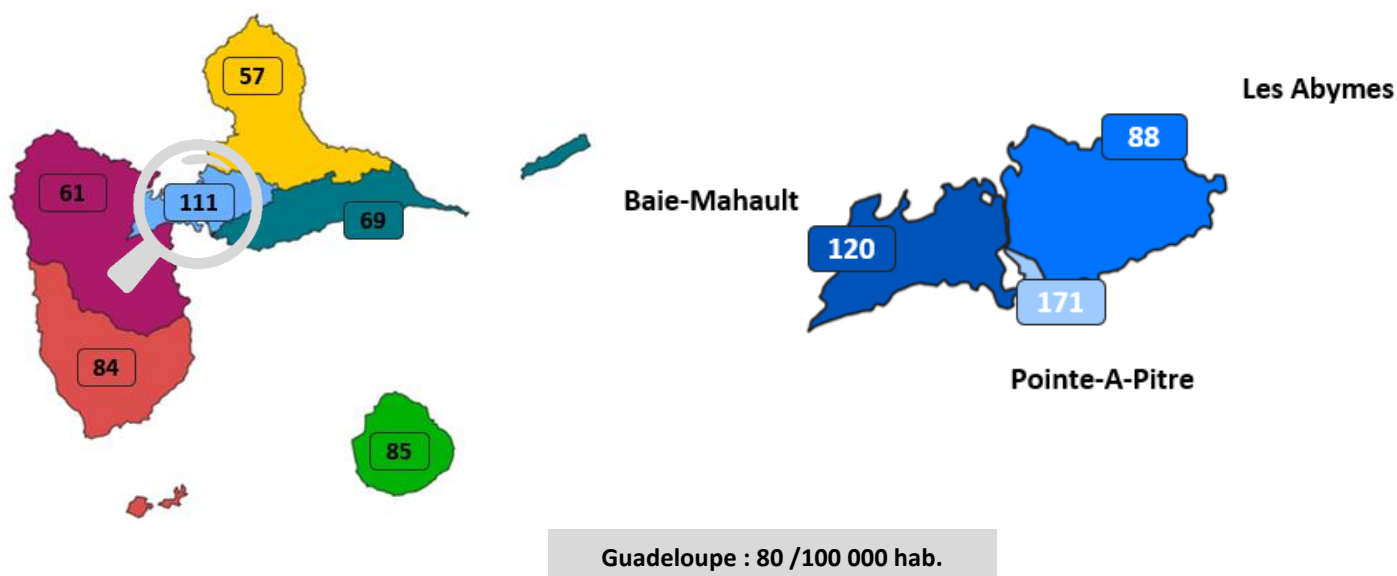 57
61
111
69
84
85
Les Abymes
88
Baie-Mahault
120
171
Pointe-A-Pitre
Guadeloupe : 80 /100 000 hab.